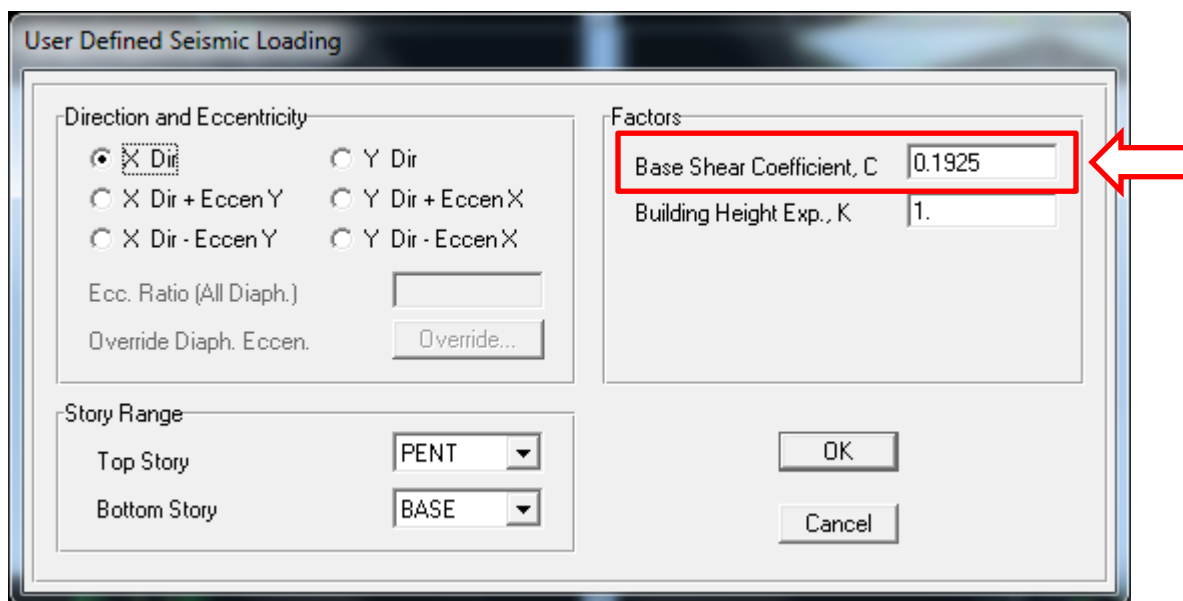 User Defined Seismic Loading
Direction and Eccentricity
X Dir
Y Dir
X Dir + Eccen Y
Y Dir + Eccen X
X Dir - Eccen Y
Y Dir - Eccen X
Ecc. Ratio (All Diaph.)
Override Diaph. Eccen.
Override...
Factors
Base Shear Coefficient, C
0.1925
Building Height Exp., K
1.
Story Range
Top Story
PENT
Bottom Story
BASE
OK
Cancel